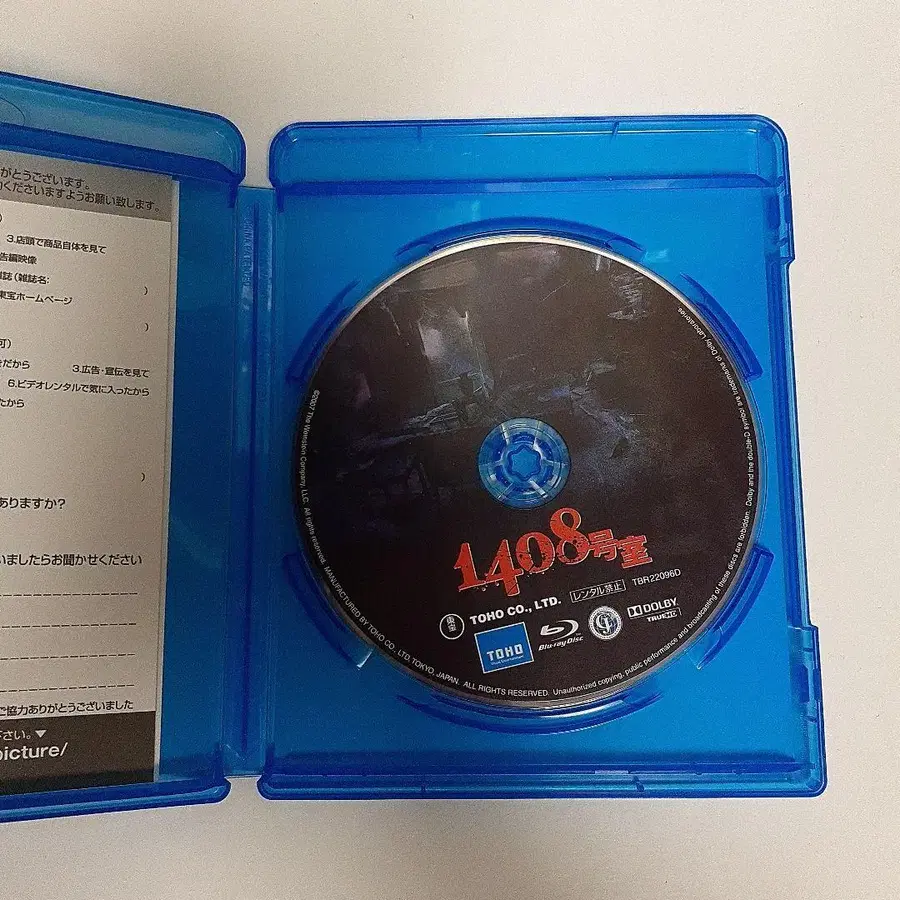 がとうございます。
くださいますようお願い致します。
3.店頭で商品自体を見て
告編映像
誌（雑誌名:
）
東宝ホームページ
）
可）
だから 3.広告・宣伝を見て
6.ビデオレンタルで気に入ったから
たから
）
ありますか?
いましたらお聞かせください
ご協力ありがとうございました
さい。▼
picture/
1408号室
TBR22096D
レンタル禁止
東宝
TOHO CO., LTD.
TOHO
Blu-ray Disc
DOLBY
TRUEHD
©2007 The Weinstein Company, LLC. All rights reserved. MANUFACTURED BY TOHO CO., LTD, TOKYO, JAPAN. ALL RIGHTS RESERVED. Unauthorized copying, public performance and broadcasting of these discs are forbidden. Dolby and the double-D symbol are trademarks of Dolby Laboratories.